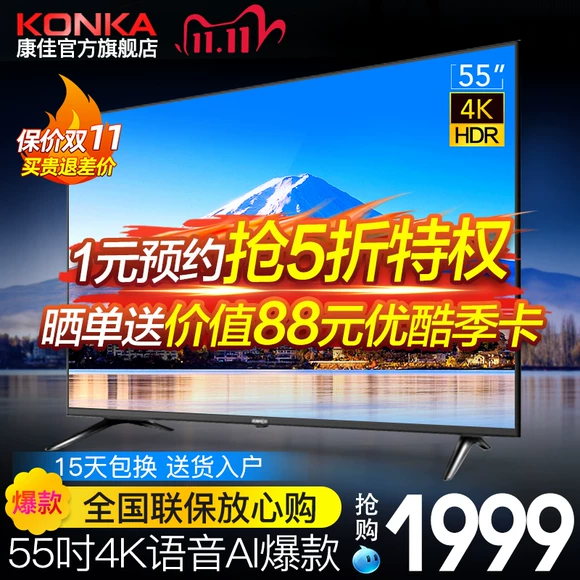 KONKA
康佳官方旗舰店
11.11
55"
4K
HDR
保价双11
买贵退差价
1元预约抢5折特权
晒单送价值88元优酷季卡
KONKA
15天包换 送货入户
爆款
全国联保放心购
55吋4K语音AI爆款
抢购
1999